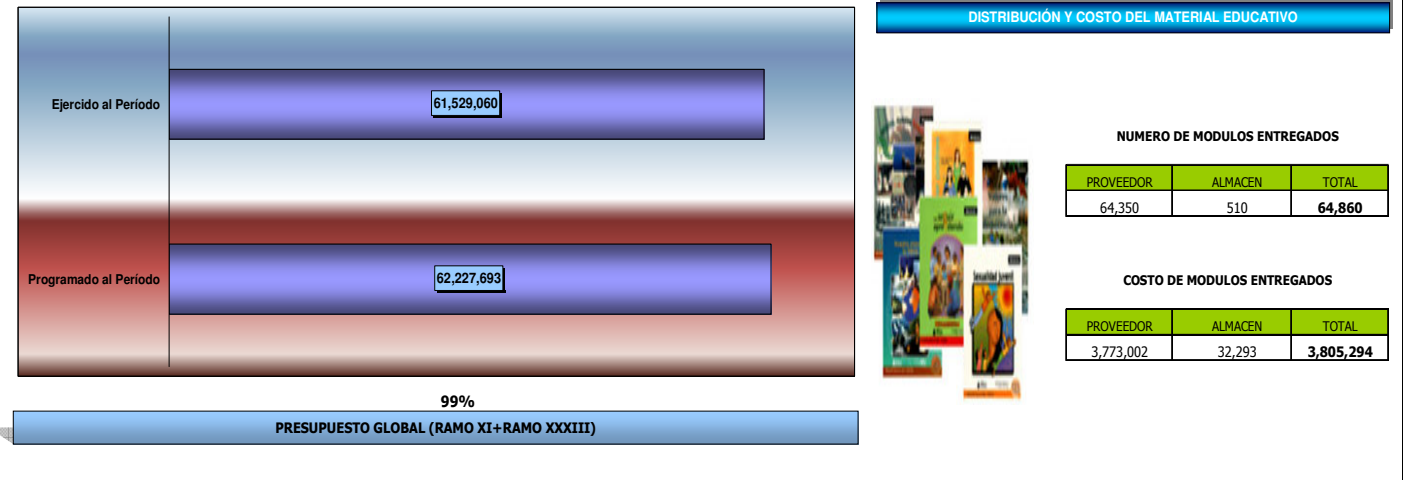 Ejercido al Período
61,529,060
Programado al Período
62,227,693
99%
PRESUPUESTO GLOBAL (RAMO XI+RAMO XXXIII)
DISTRIBUCIÓN Y COSTO DEL MATERIAL EDUCATIVO
Sexualidad juvenil
NUMERO DE MODULOS ENTREGADOS
PROVEEDOR ALMACEN TOTAL
64,350 510 64,860
COSTO DE MODULOS ENTREGADOS
PROVEEDOR ALMACEN TOTAL
3,773,002 32,293 3,805,294